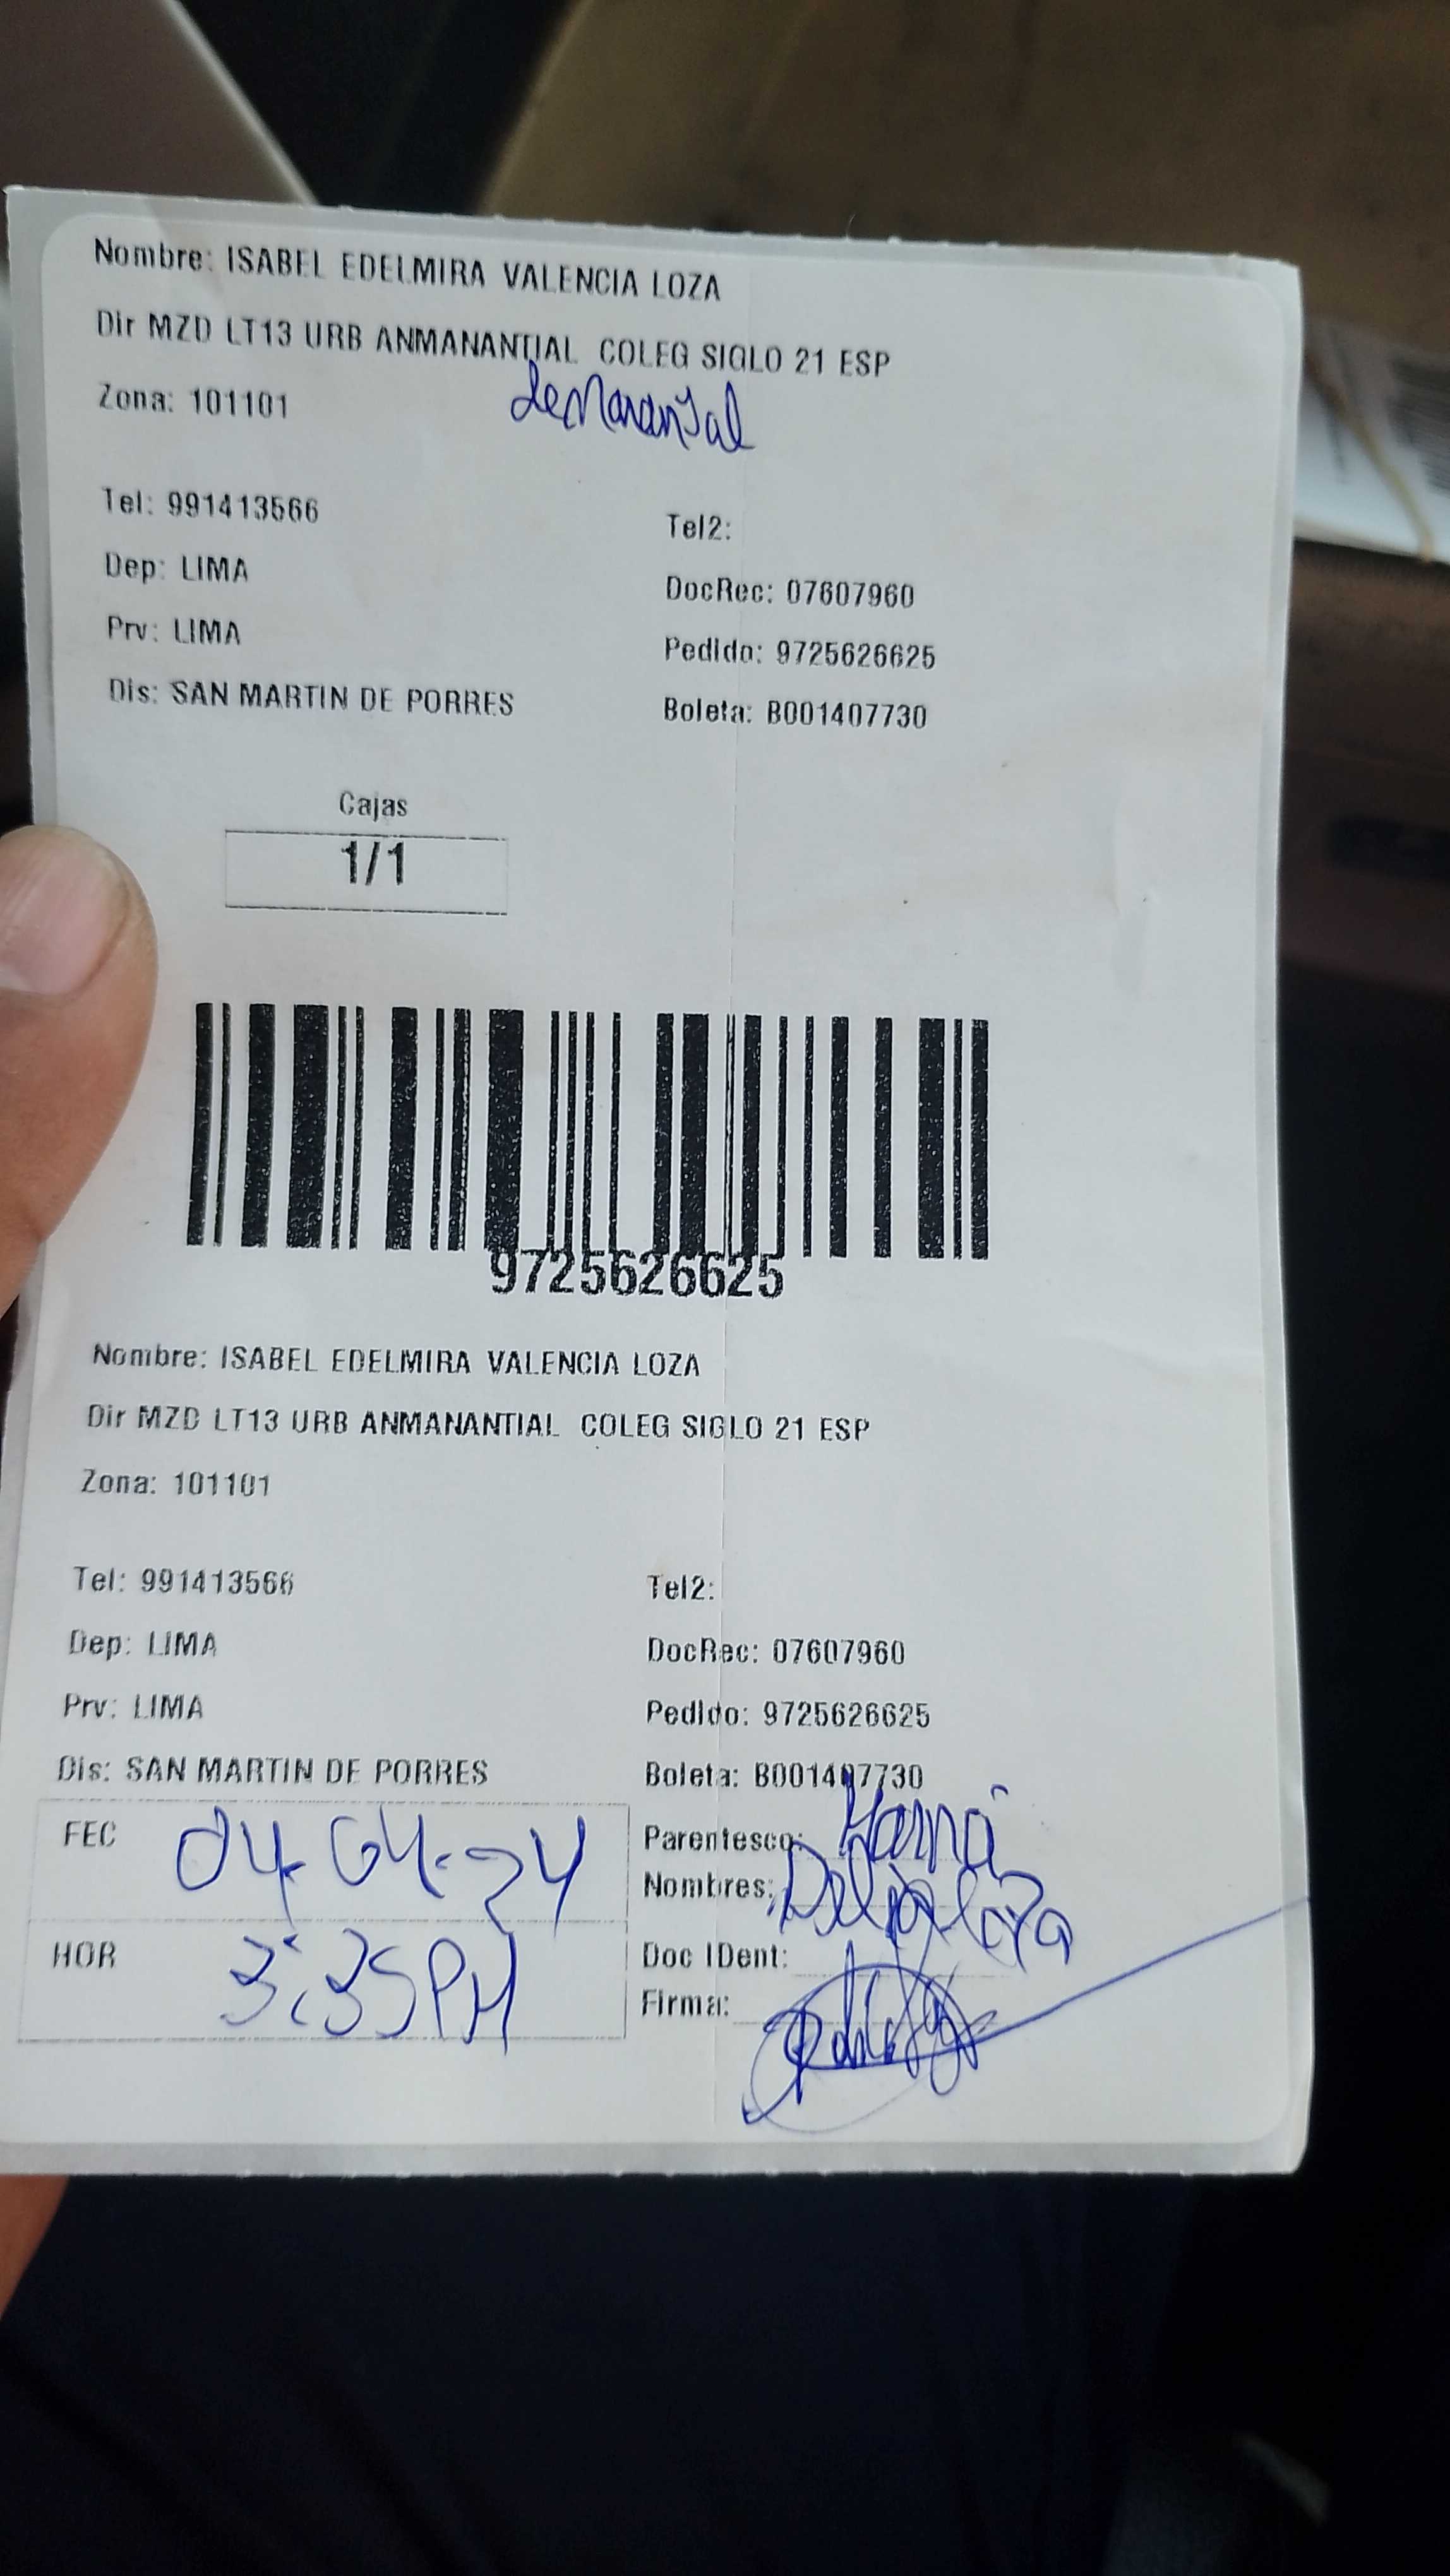 Nombre: ISABEL EDELMIRA VALENCIA LOZA
Dir MZD LT13 URB ANMANANTIAL COLEG SIGLO 21 ESP
Zona: 101101
Tel: 991413566
Tel2:
Dep: LIMA
DocRec: 07607960
Prv: LIMA
Pedido: 9725626625
Dis: SAN MARTIN DE PORRES
Boleta: B001407730
Cajas
1/1
9725626625
Nombre: ISABEL EDELMIRA VALENCIA LOZA
Dir MZD LT13 URB ANMANANTIAL COLEG SIGLO 21 ESP
Zona: 101101
Tel: 991413566
Tel2:
Dep: LIMA
DocRec: 07607960
Prv: LIMA
Pedido: 9725626625
Dis: SAN MARTIN DE PORRES
Boleta: B001407730
FEC 04-04-24
Parentesco:
Nombres:
HOR 3:35PM
Doc IDent:
Firma: